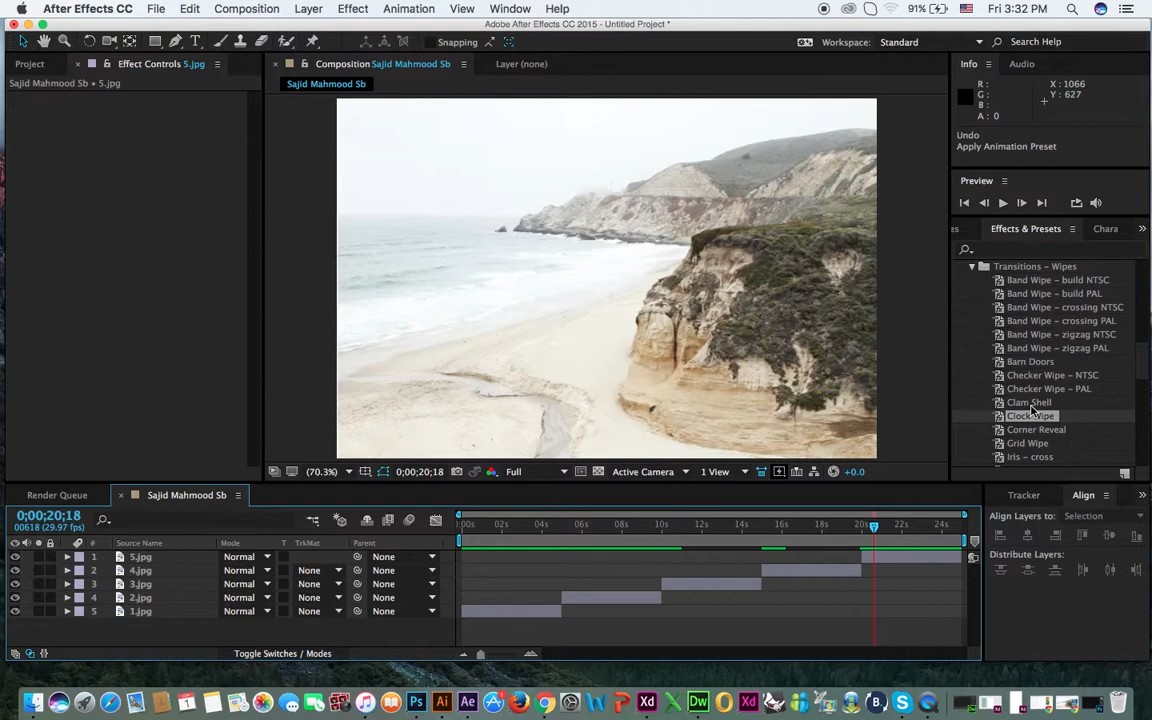 After Effects CC File Edit Composition Layer Effect Animation View Window Help 91% Fri 3:32 PM
Adobe After Effects CC 2015 - Untitled Project *
Snapping Workspace: Standard Search Help
Project Effect Controls 5.jpg Composition Sajid Mahmood Sb Layer (none) Info Audio
Sajid Mahmood Sb • 5.jpg Sajid Mahmood Sb
R: X: 1066
G: Y: 627
B:
A: 0
Undo
Apply Animation Preset
Preview
Effects & Presets Chara
Transitions – Wipes
Band Wipe – build NTSC
Band Wipe – build PAL
Band Wipe – crossing NTSC
Band Wipe – crossing PAL
Band Wipe – zigzag NTSC
Band Wipe – zigzag PAL
Barn Doors
Checker Wipe – NTSC
Checker Wipe – PAL
Clam Shell
Clock Wipe
Corner Reveal
Grid Wipe
Iris – cross
(70.3%) 0;00;20;18 Full Active Camera 1 View +0.0
Render Queue Sajid Mahmood Sb Tracker Align
0;00;20;18
00618 (29.97 fps)
:00s 02s 04s 06s 08s 10s 12s 14s 16s 18s 20s 22s 24s
Align Layers to: Selection
Distribute Layers:
# Source Name Mode T TrkMat Parent
1 5.jpg Normal None
2 4.jpg Normal None None
3 3.jpg Normal None None
4 2.jpg Normal None None
5 1.jpg Normal None None
Toggle Switches / Modes